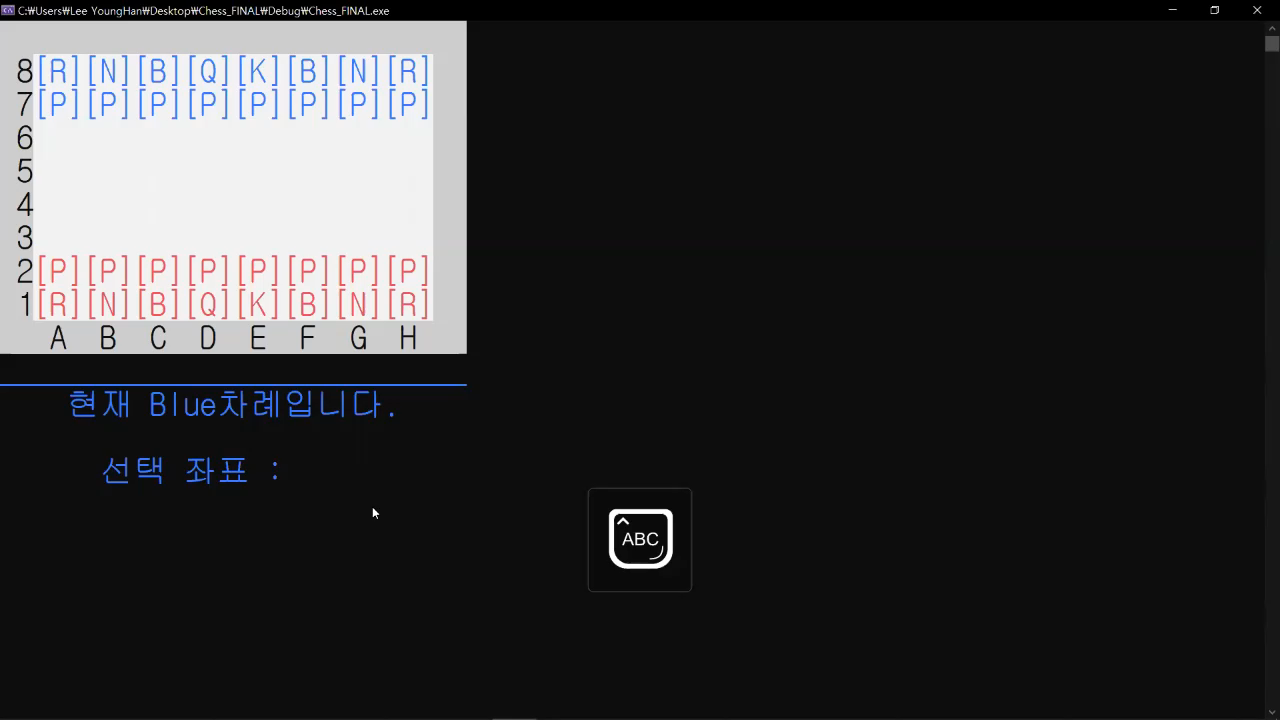 C:₩Users₩Lee YoungHan₩Desktop₩Chess_FINAL₩Debug₩Chess_FINAL.exe
8[R][N][B][Q][K][B][N][R]
7[P][P][P][P][P][P][P][P]
6
5
4
3
2[P][P][P][P][P][P][P][P]
1[R][N][B][Q][K][B][N][R]
A B C D E F G H
현재 Blue차례입니다.
선택 좌표 :
ABC